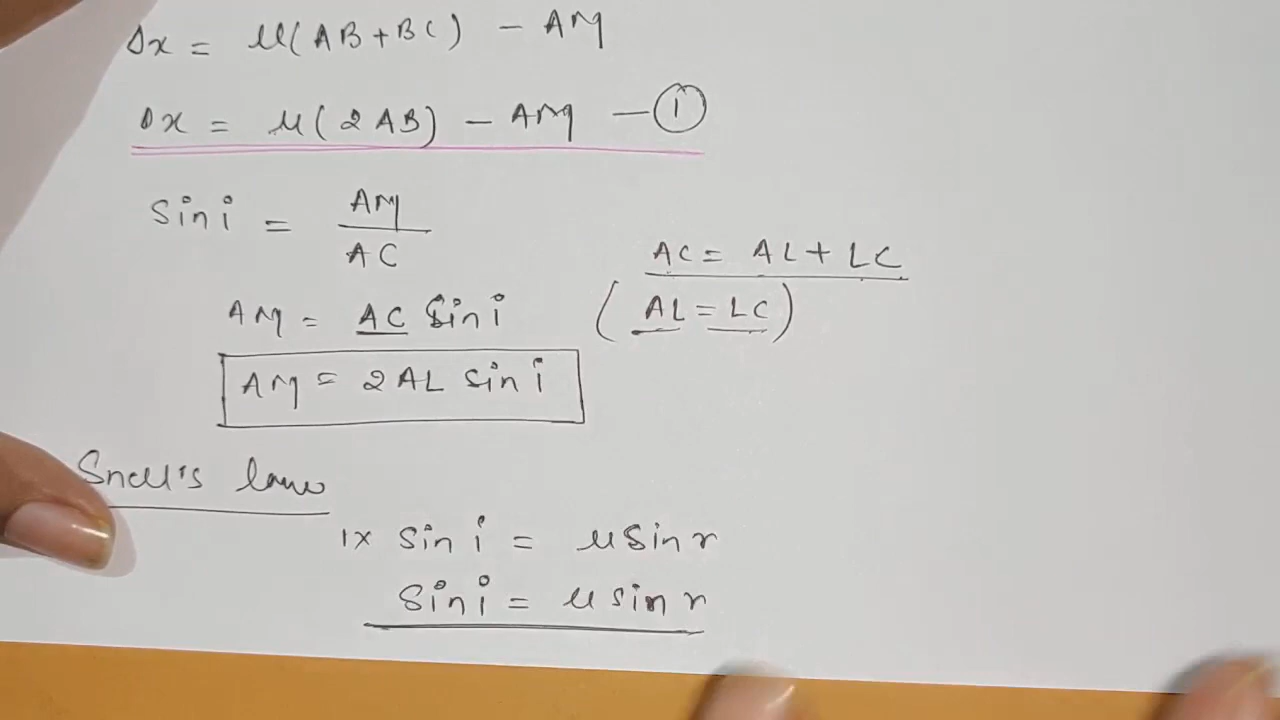 Δx = μ(AB+BC) - AM
Δx = μ(2AB) - AM - ①
sin i = AM / AC
AC = AL + LC
AM = AC sin i (AL = LC)
AM = 2AL sin i
Snell's law
1x sin i = μ sin r
sin i = μ sin r